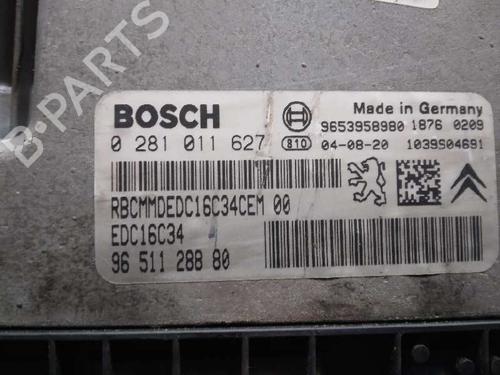 BOSCH
Made in Germany
0 281 011 627
9653958980 1876 0209
810 04-08-20 1039S04691
RBCMMDEDC16C34CEM 00
EDC16C34
96 511 288 80
B-PARTS